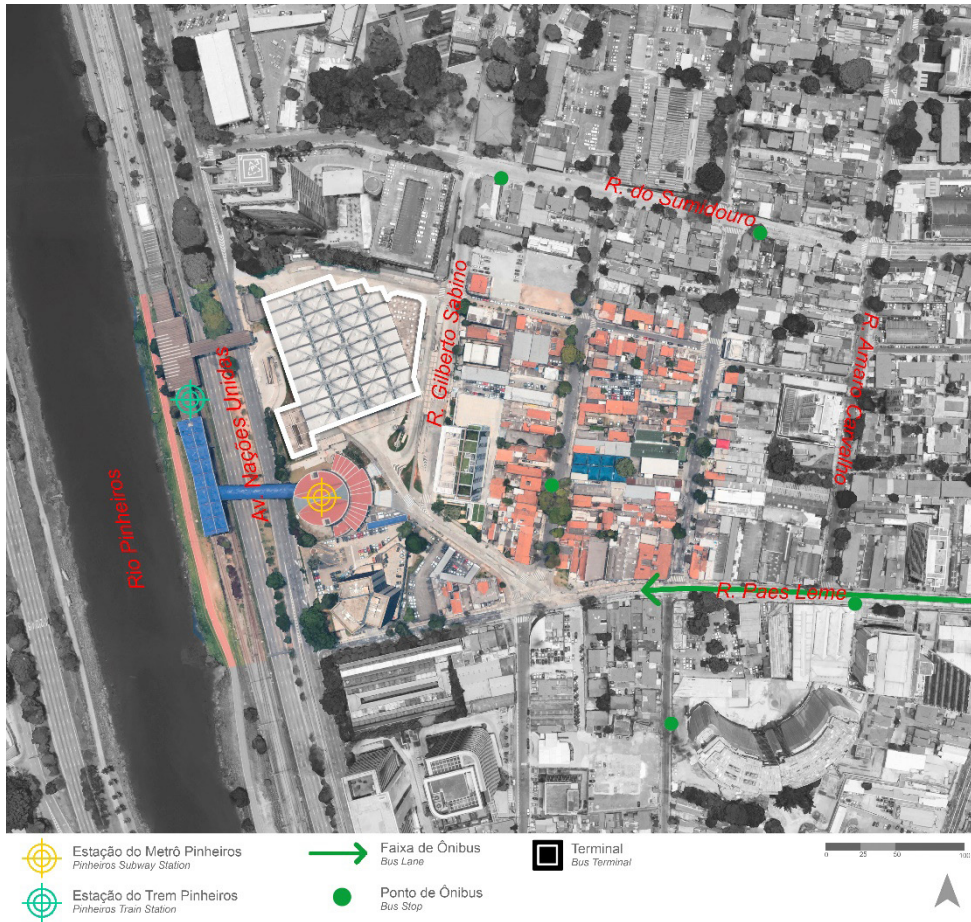 R. do Sumidouro
R. Gilberto Sabino
R. Amaro Carvalho
Av. Nações Unidas
Rio Pinheiros
R. Paes Leme
Estação do Metrô Pinheiros
Pinheiros Subway Station
Estação do Trem Pinheiros
Pinheiros Train Station
Faixa de Ônibus
Bus Lane
Ponto de Ônibus
Bus Stop
Terminal
Bus Terminal
0 25 50 100